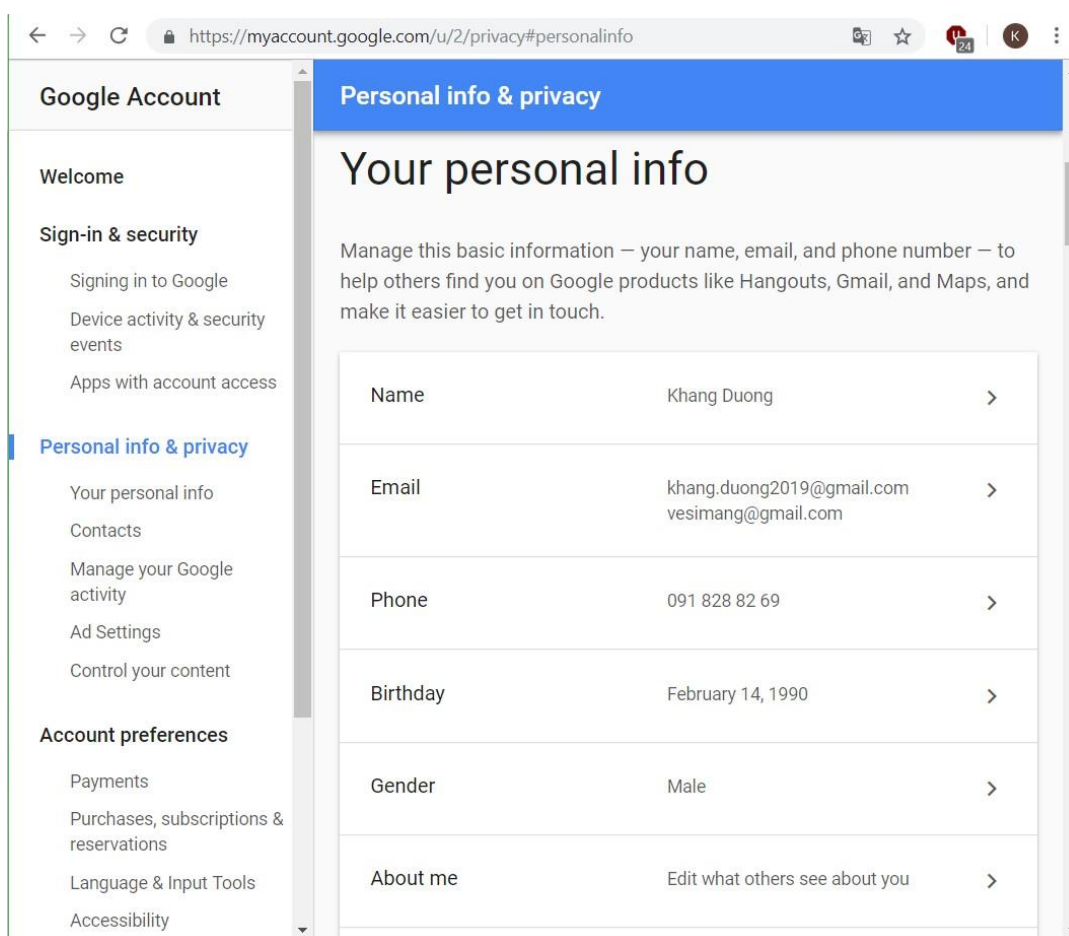 https://myaccount.google.com/u/2/privacy#personalinfo
24
K
Google Account
Welcome
Sign-in & security
Signing in to Google
Device activity & security
events
Apps with account access
Personal info & privacy
Your personal info
Contacts
Manage your Google
activity
Ad Settings
Control your content
Account preferences
Payments
Purchases, subscriptions &
reservations
Language & Input Tools
Accessibility
Personal info & privacy
Your personal info
Manage this basic information — your name, email, and phone number — to
help others find you on Google products like Hangouts, Gmail, and Maps, and
make it easier to get in touch.
Name Khang Duong
Email khang.duong2019@gmail.com
vesimang@gmail.com
Phone 091 828 82 69
Birthday February 14, 1990
Gender Male
About me Edit what others see about you